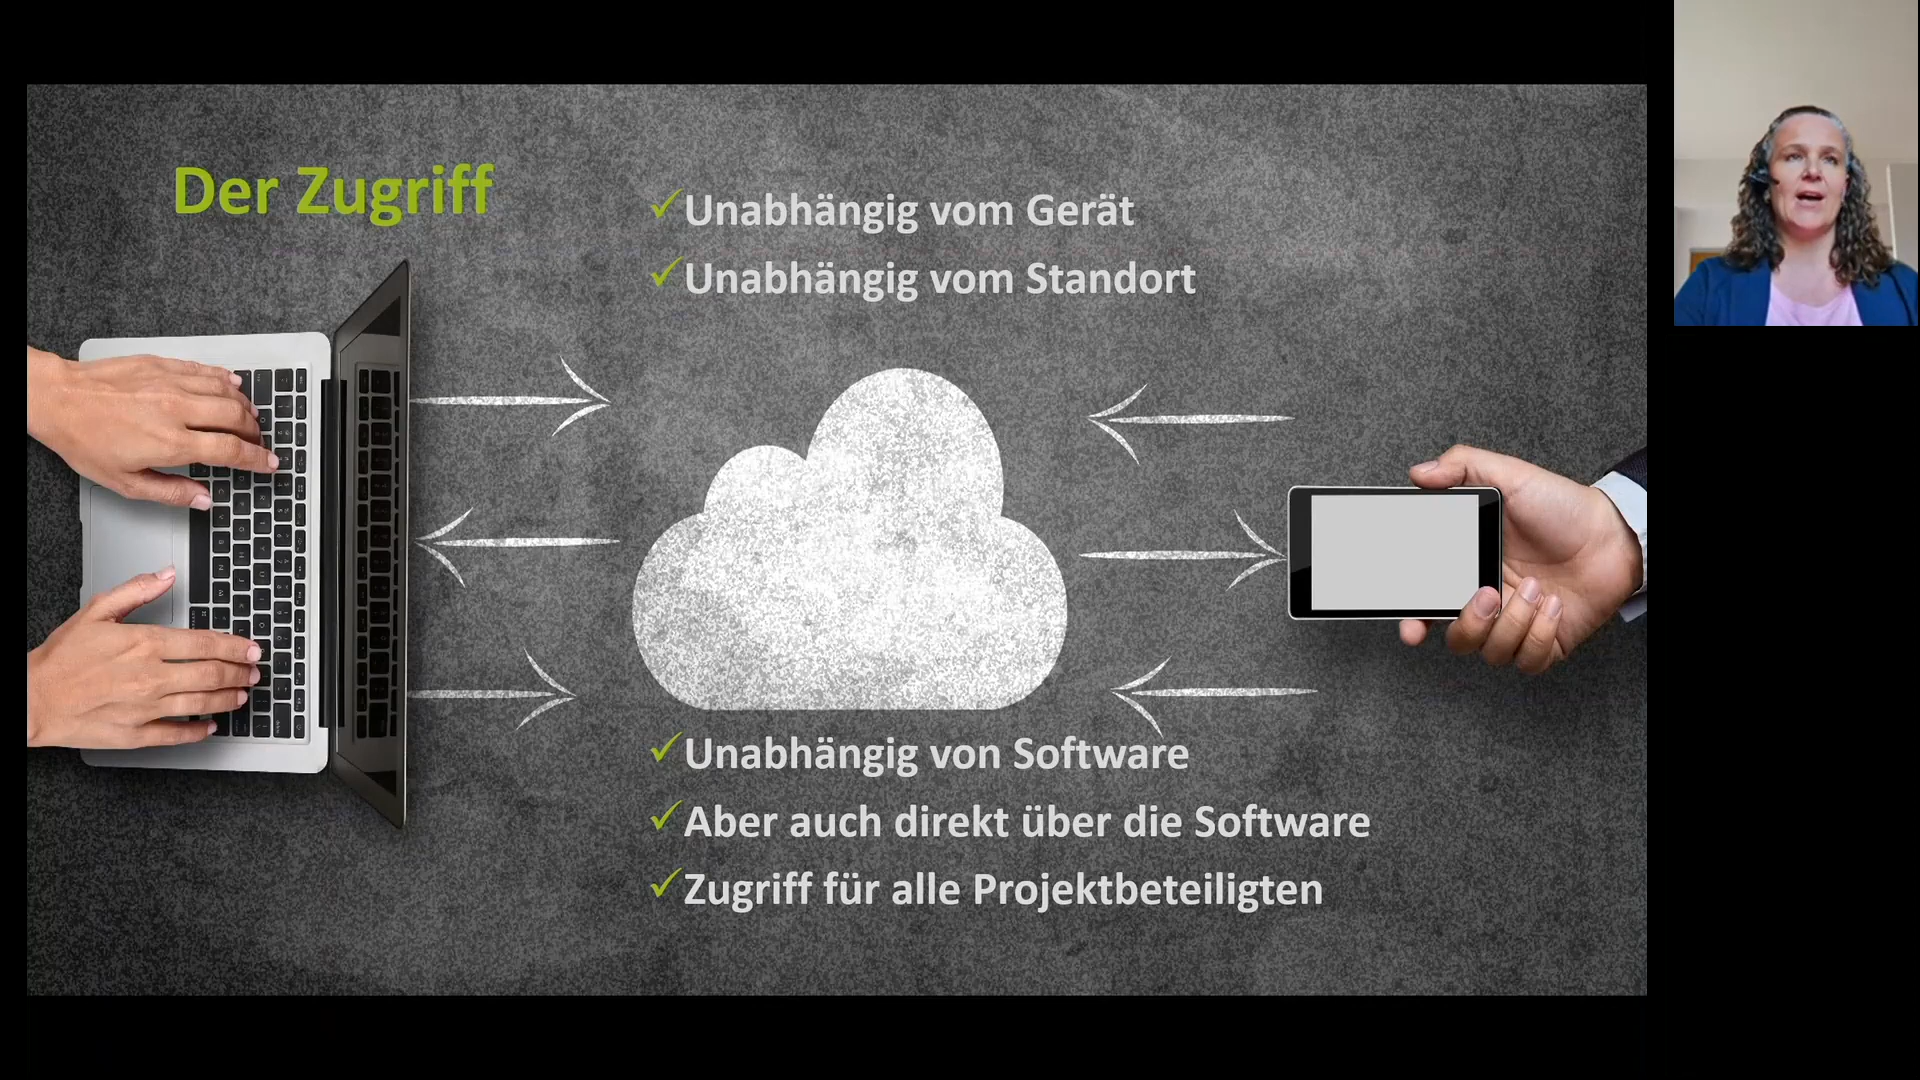 Der Zugriff
Unabhängig vom Gerät
Unabhängig vom Standort
Unabhängig von Software
Aber auch direkt über die Software
Zugriff für alle Projektbeteiligten